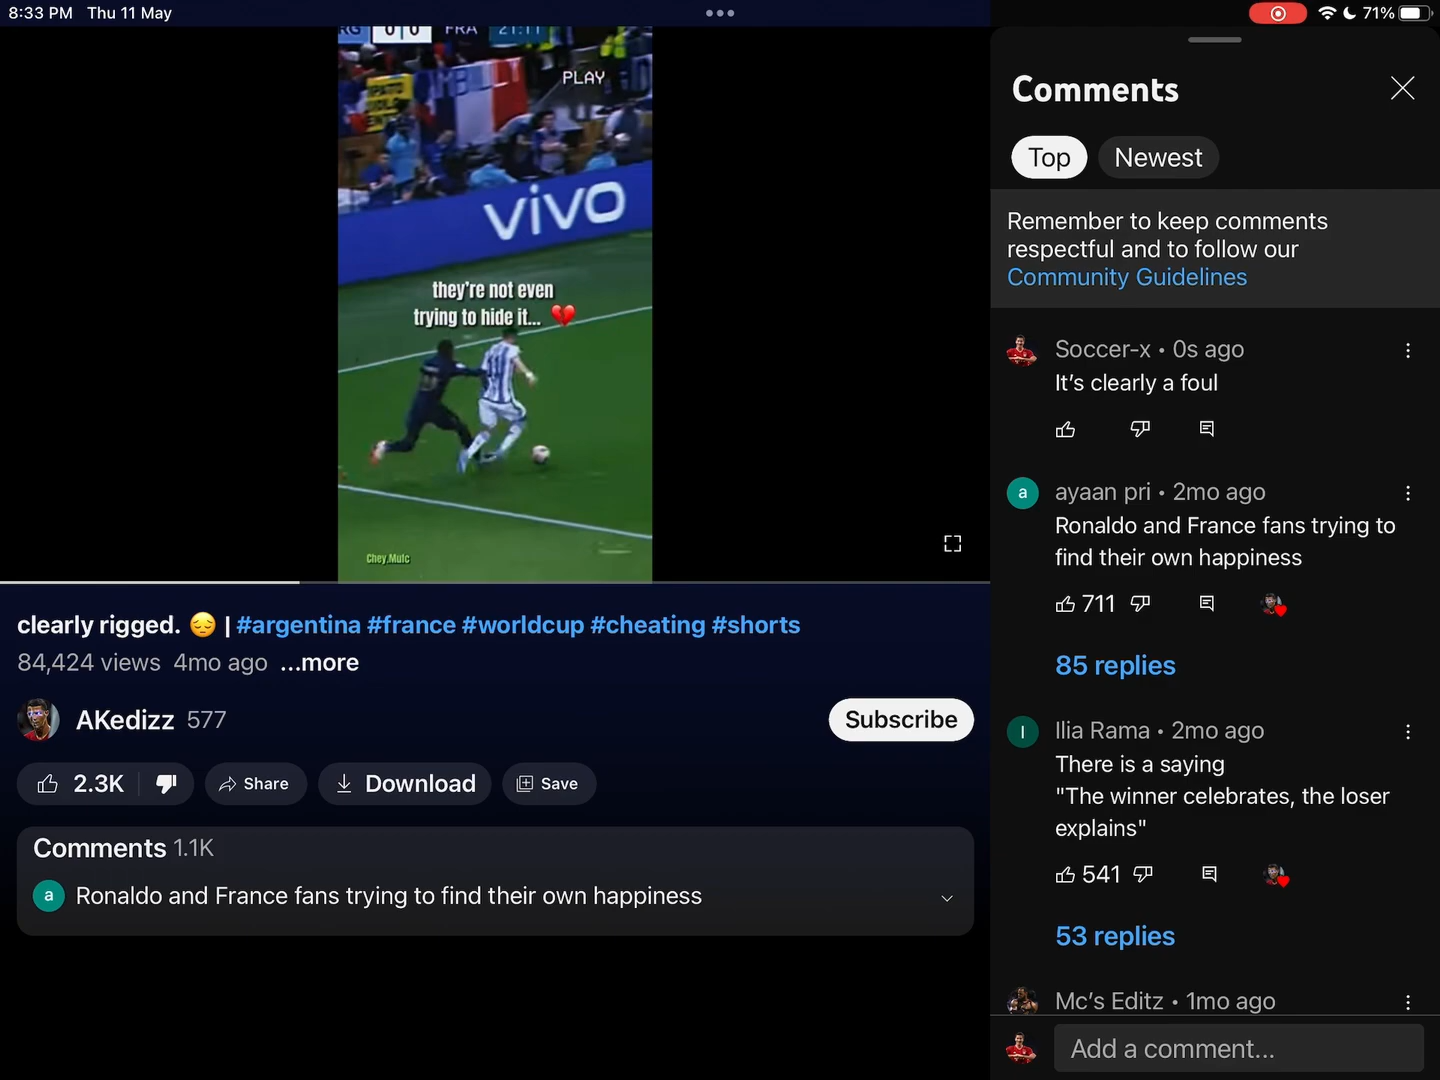 8:33 PM Thu 11 May
71%
0 0 FRA 21:11
PLAY
vivo
they're not even
trying to hide it... 💔
Chey.Mufc
clearly rigged. 😔 | #argentina #france #worldcup #cheating #shorts
84,424 views 4mo ago ...more
AKedizz 577
Subscribe
2.3K
Share
Download
Save
Comments 1.1K
a
Ronaldo and France fans trying to find their own happiness
Comments
Top
Newest
Remember to keep comments
respectful and to follow our
Community Guidelines
Soccer-x • 0s ago
It's clearly a foul
a
ayaan pri • 2mo ago
Ronaldo and France fans trying to
find their own happiness
711
85 replies
I
Ilia Rama • 2mo ago
There is a saying
"The winner celebrates, the loser
explains"
541
53 replies
Mc's Editz • 1mo ago
Add a comment...